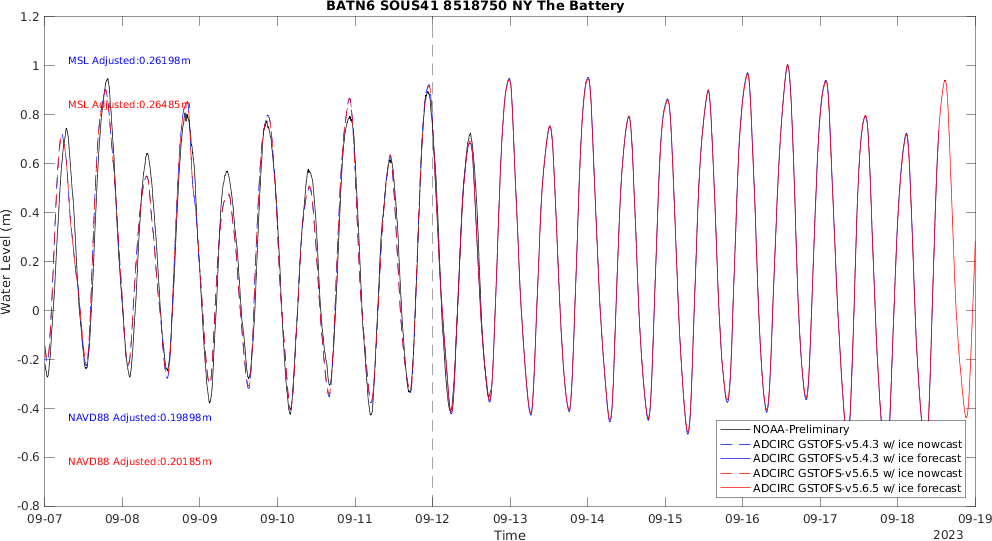 BATN6 SOUS41 8518750 NY The Battery
1.2
1
0.8
0.6
0.4
0.2
0
-0.2
-0.4
-0.6
-0.8
Water Level (m)
MSL Adjusted:0.26198m
MSL Adjusted:0.26485m
NAVD88 Adjusted:0.19898m
NAVD88 Adjusted:0.20185m
NOAA-Preliminary
ADCIRC GSTOFS-v5.4.3 w/ ice nowcast
ADCIRC GSTOFS-v5.4.3 w/ ice forecast
ADCIRC GSTOFS-v5.6.5 w/ ice nowcast
ADCIRC GSTOFS-v5.6.5 w/ ice forecast
09-07 09-08 09-09 09-10 09-11 09-12 09-13 09-14 09-15 09-16 09-17 09-18 09-19
Time
2023